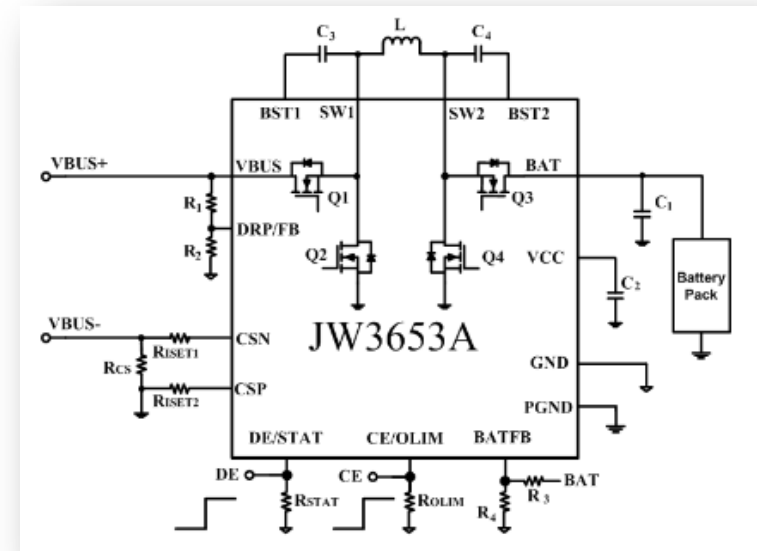 C3
L
C4
BST1
SW1
SW2
BST2
VBUS+
VBUS
BAT
R1
Q1
Q3
C1
DRP/FB
R2
Q2
Q4
VCC
C2
Battery
Pack
VBUS-
RISET1
CSN
JW3653A
RCS
GND
RISET2
CSP
PGND
DE/STAT
CE/OLIM
BATFB
DE
CE
R3
BAT
RSTAT
ROLIM
R4